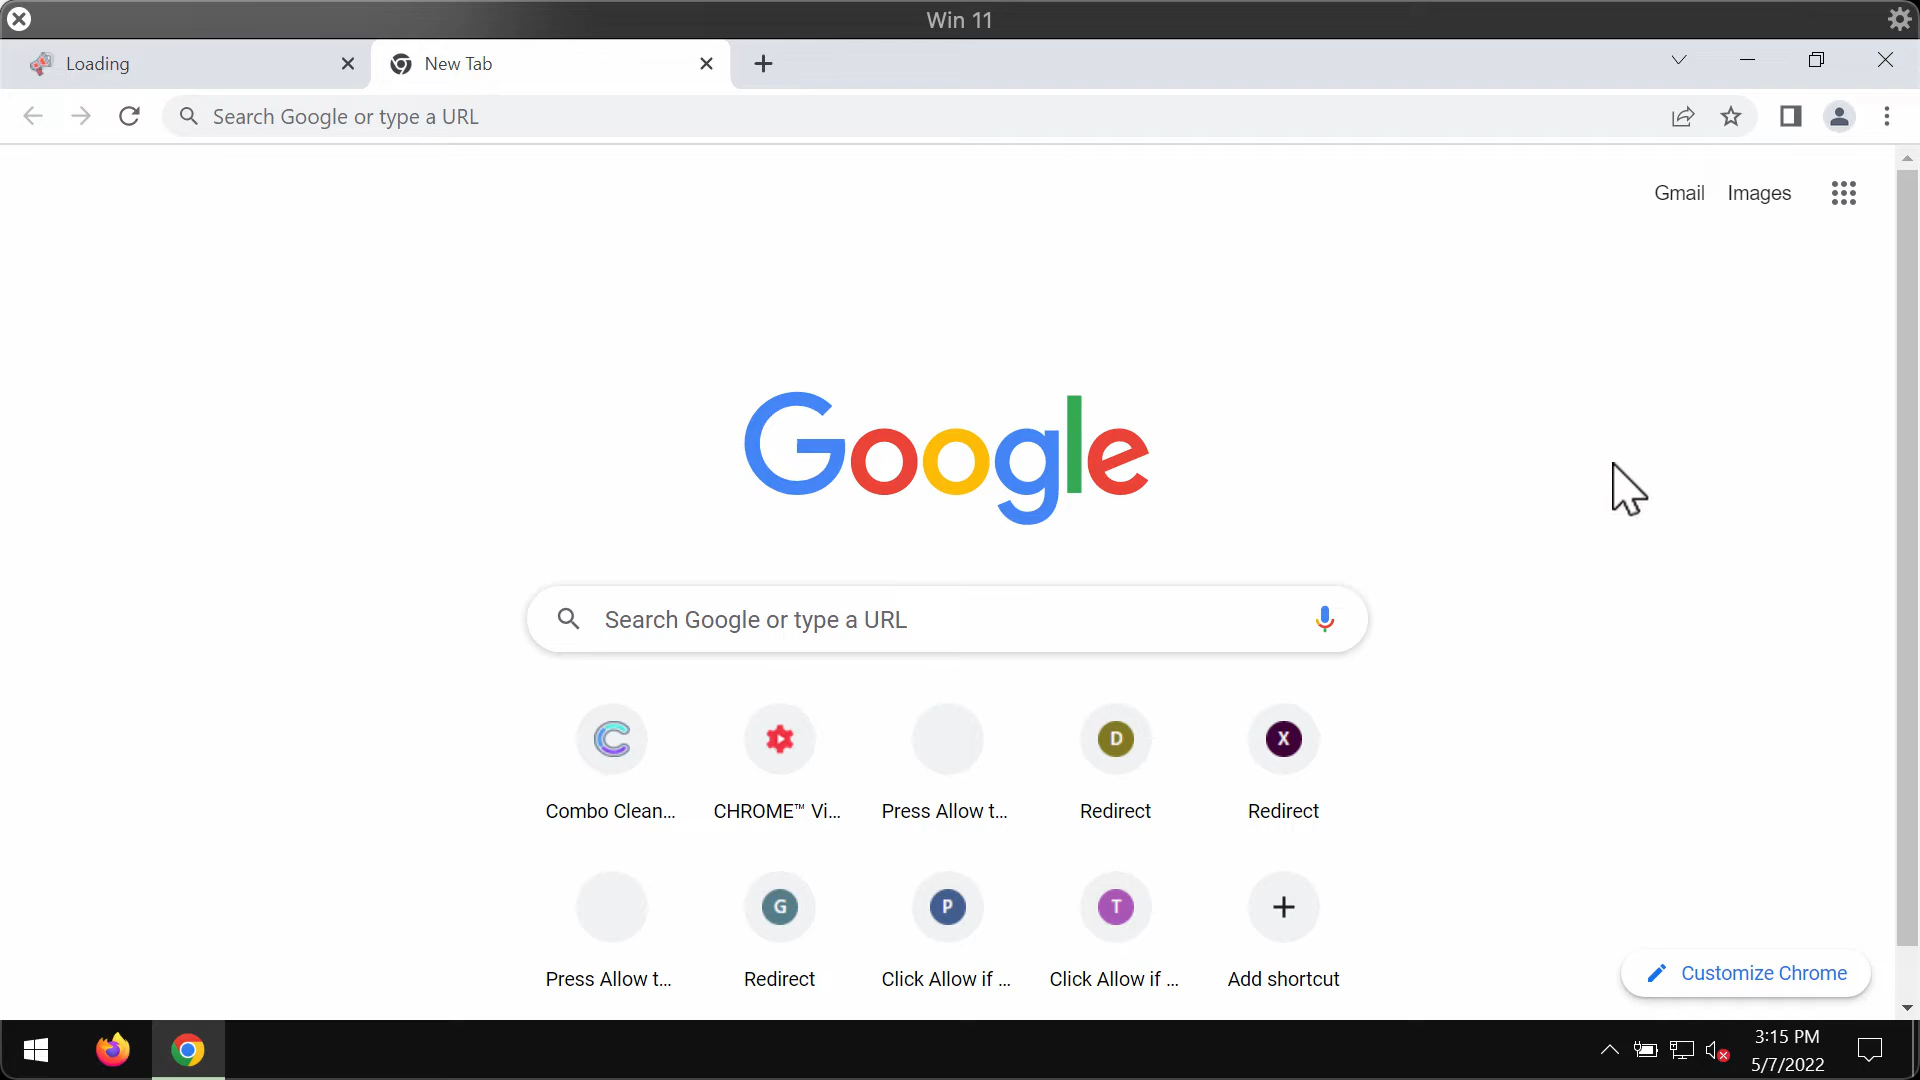 Win 11
Loading
New Tab
Search Google or type a URL
Gmail Images
Google
Search Google or type a URL
D X
Combo Clean... CHROME™ Vi... Press Allow t... Redirect Redirect
G P T
Press Allow t... Redirect Click Allow if ... Click Allow if ... Add shortcut
Customize Chrome
3:15 PM
5/7/2022